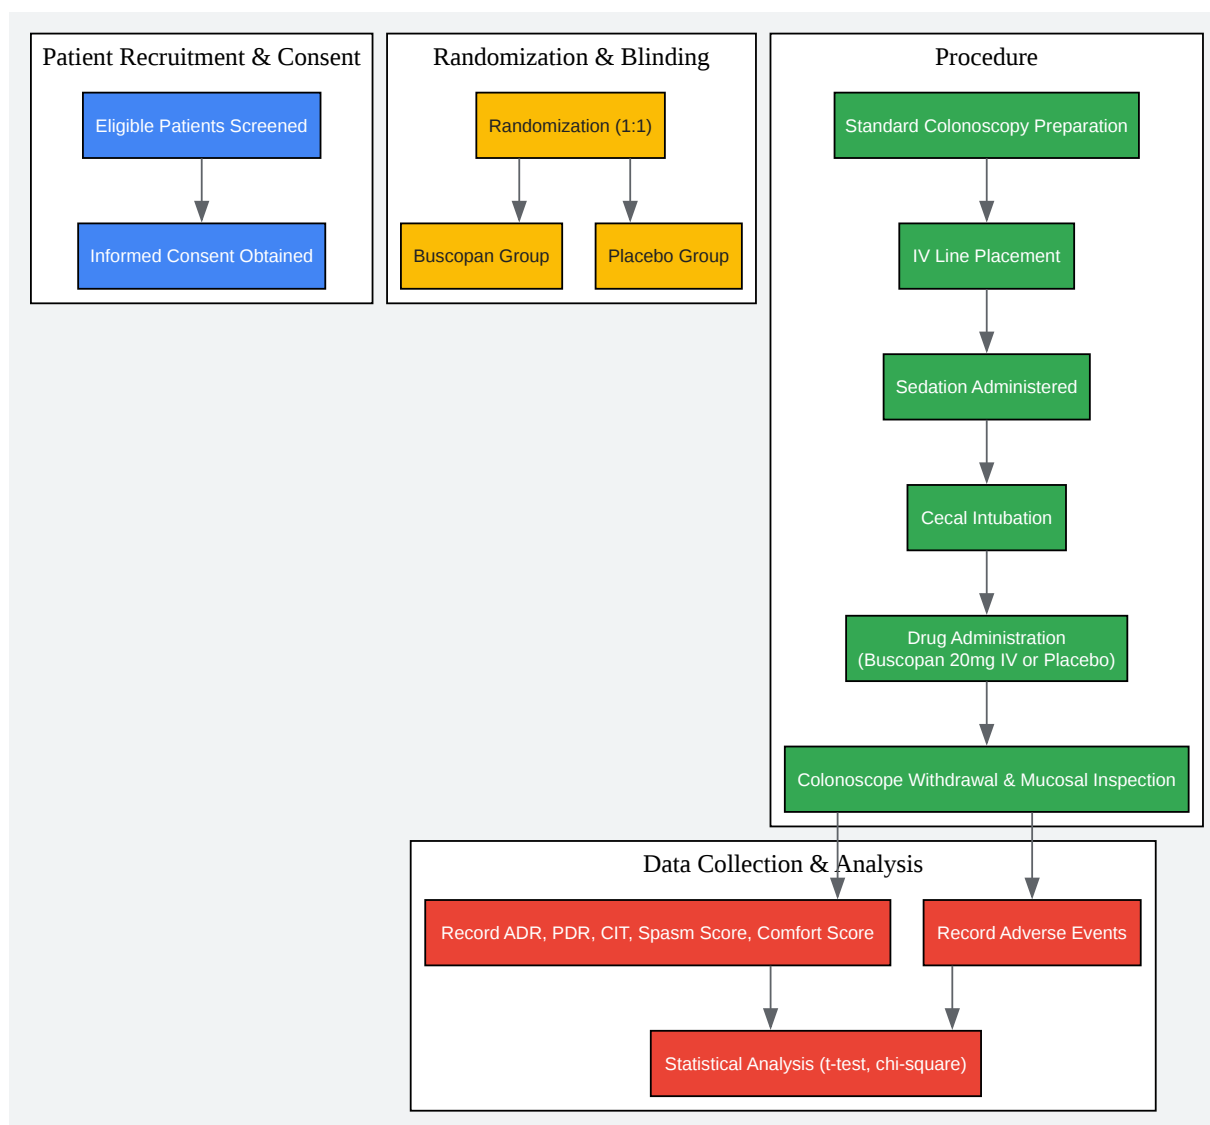 Patient Recruitment & Consent
Eligible Patients Screened
Informed Consent Obtained
Randomization & Blinding
Randomization (1:1)
Buscopan Group
Placebo Group
Procedure
Standard Colonoscopy Preparation
IV Line Placement
Sedation Administered
Cecal Intubation
Drug Administration
(Buscopan 20mg IV or Placebo)
Colonoscope Withdrawal & Mucosal Inspection
Data Collection & Analysis
Record ADR, PDR, CIT, Spasm Score, Comfort Score
Record Adverse Events
Statistical Analysis (t-test, chi-square)